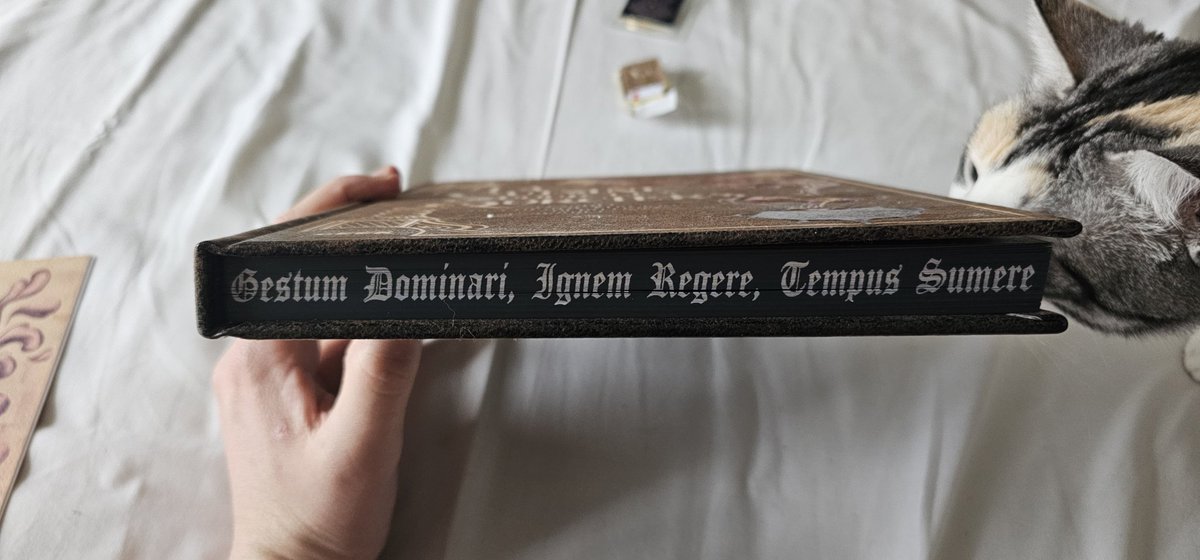 Gestum Dominari, Ignem Regere, Tempus Sumere